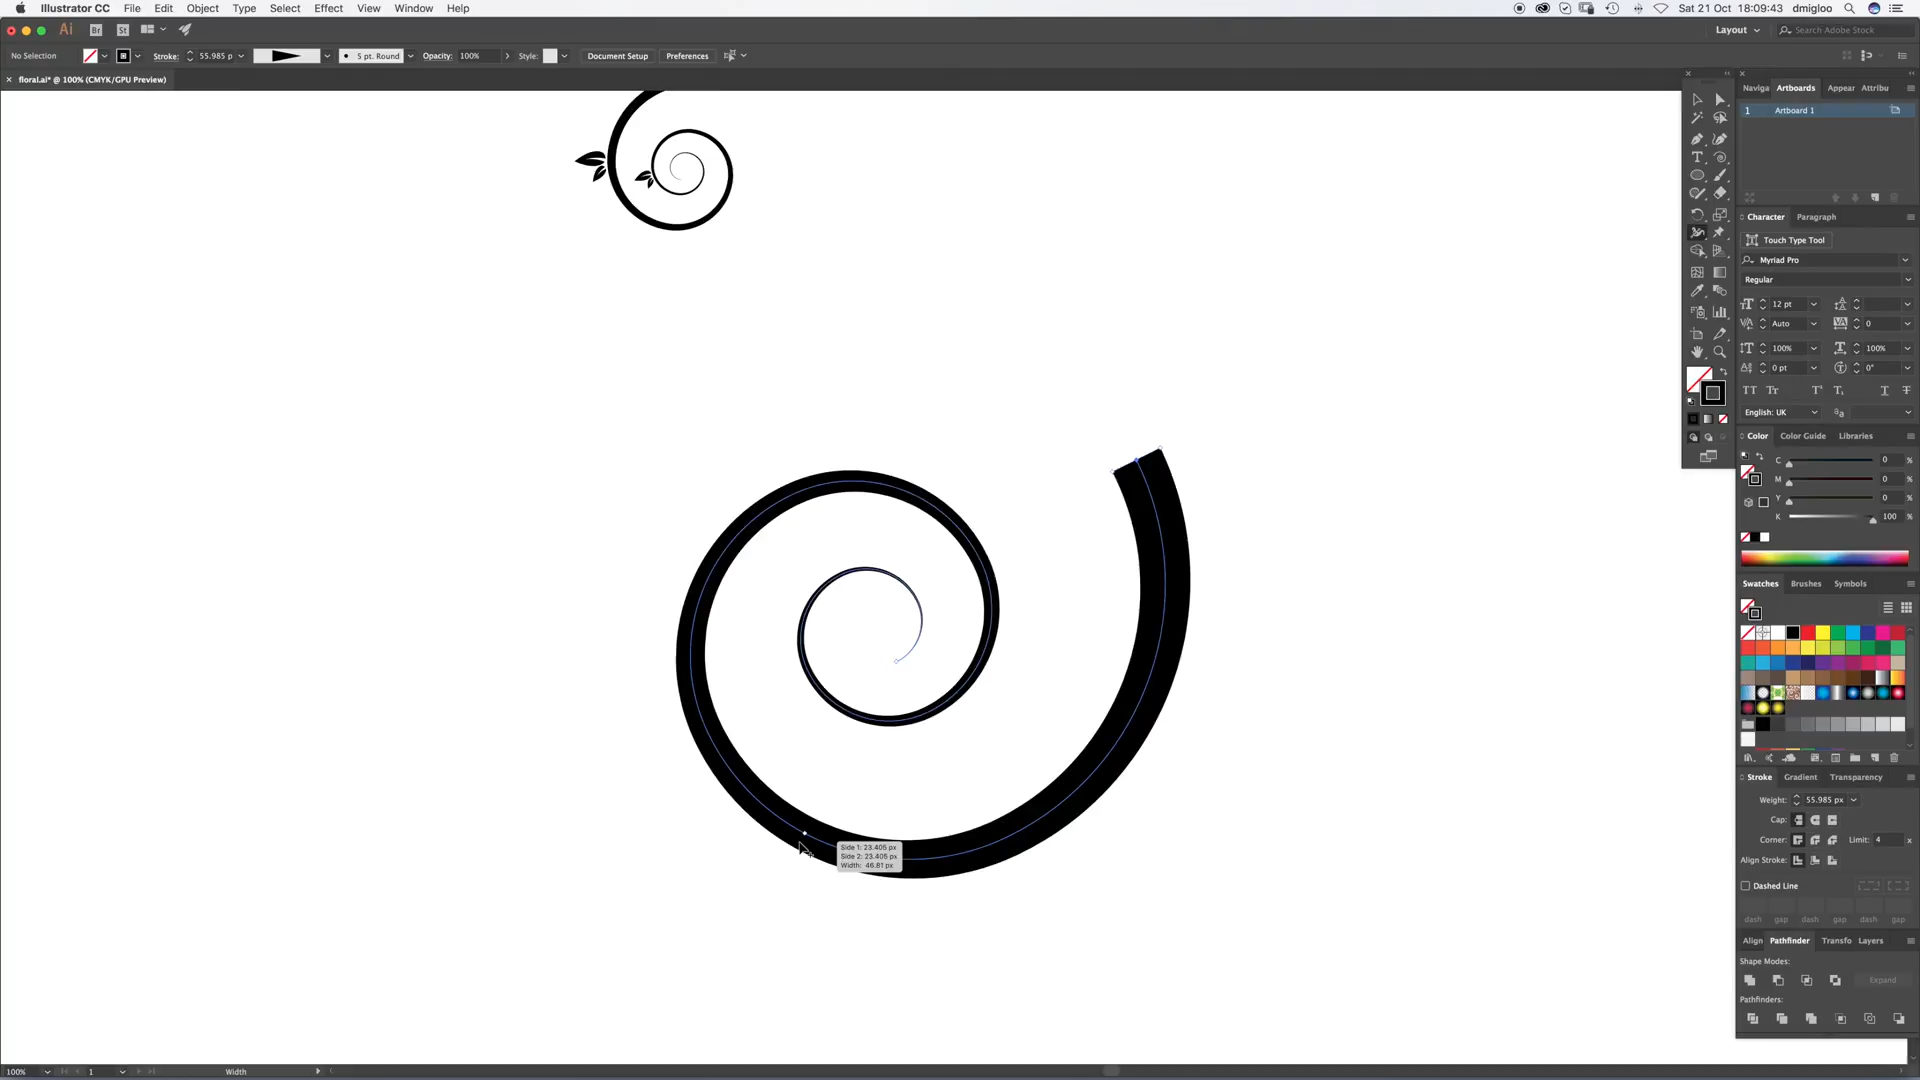 Illustrator CC File Edit Object Type Select Effect View Window Help
Sat 21 Oct 18:09:43 dmigloo
Ai Br St
Layout
Search Adobe Stock
No Selection Stroke: 55.985 p 5 pt. Round Opacity: 100% Style: Document Setup Preferences
× floral.ai* @ 100% (CMYK/GPU Preview)
Naviga Artboards Appear Attribu
1 Artboard 1
Character Paragraph
Touch Type Tool
Myriad Pro
Regular
12 pt
Auto 0
100% 100%
0 pt 0°
English: UK
Color Color Guide Libraries
C 0 %
M 0 %
Y 0 %
K 100 %
Swatches Brushes Symbols
Stroke Gradient Transparency
Weight: 55.985 px
Cap:
Corner: Limit: 4 x
Align Stroke:
Dashed Line
dash gap dash gap dash gap
Align Pathfinder Transfo Layers
Shape Modes:
Expand
Pathfinders:
Side 1: 23.405 px
Side 2: 23.405 px
Width: 46.81 px
100% 1 Width